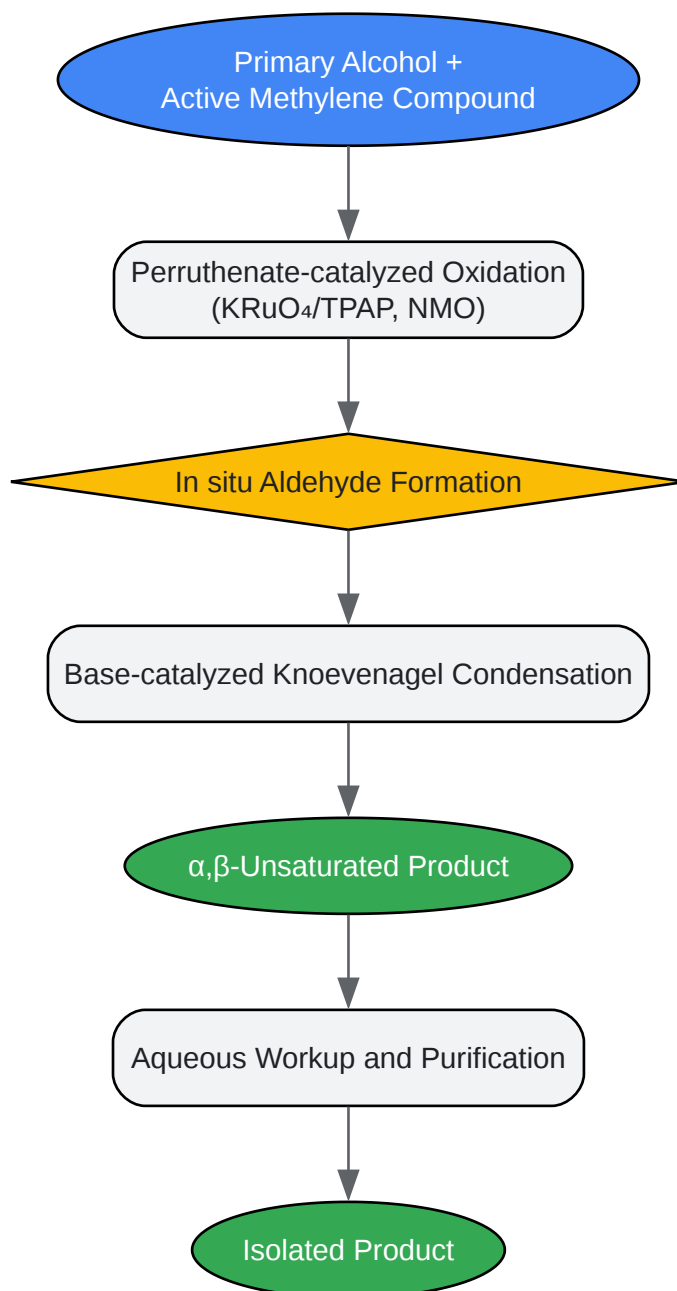 Primary Alcohol +
Active Methylene Compound
Perruthenate-catalyzed Oxidation
(KRuO₄/TPAP, NMO)
In situ Aldehyde Formation
Base-catalyzed Knoevenagel Condensation
α,β-Unsaturated Product
Aqueous Workup and Purification
Isolated Product